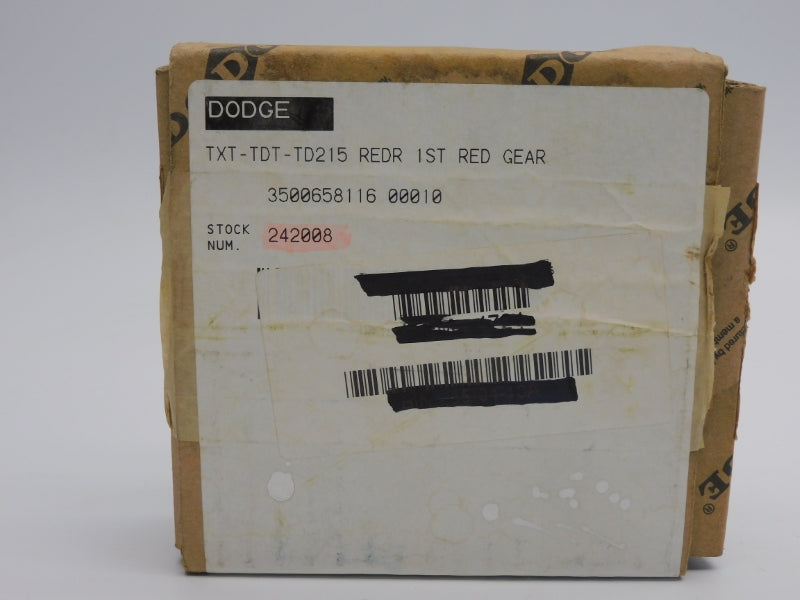 DODGE
TXT-TDT-TD215 REDR 1ST RED GEAR
3500658116 00010
STOCK NUM. 242008